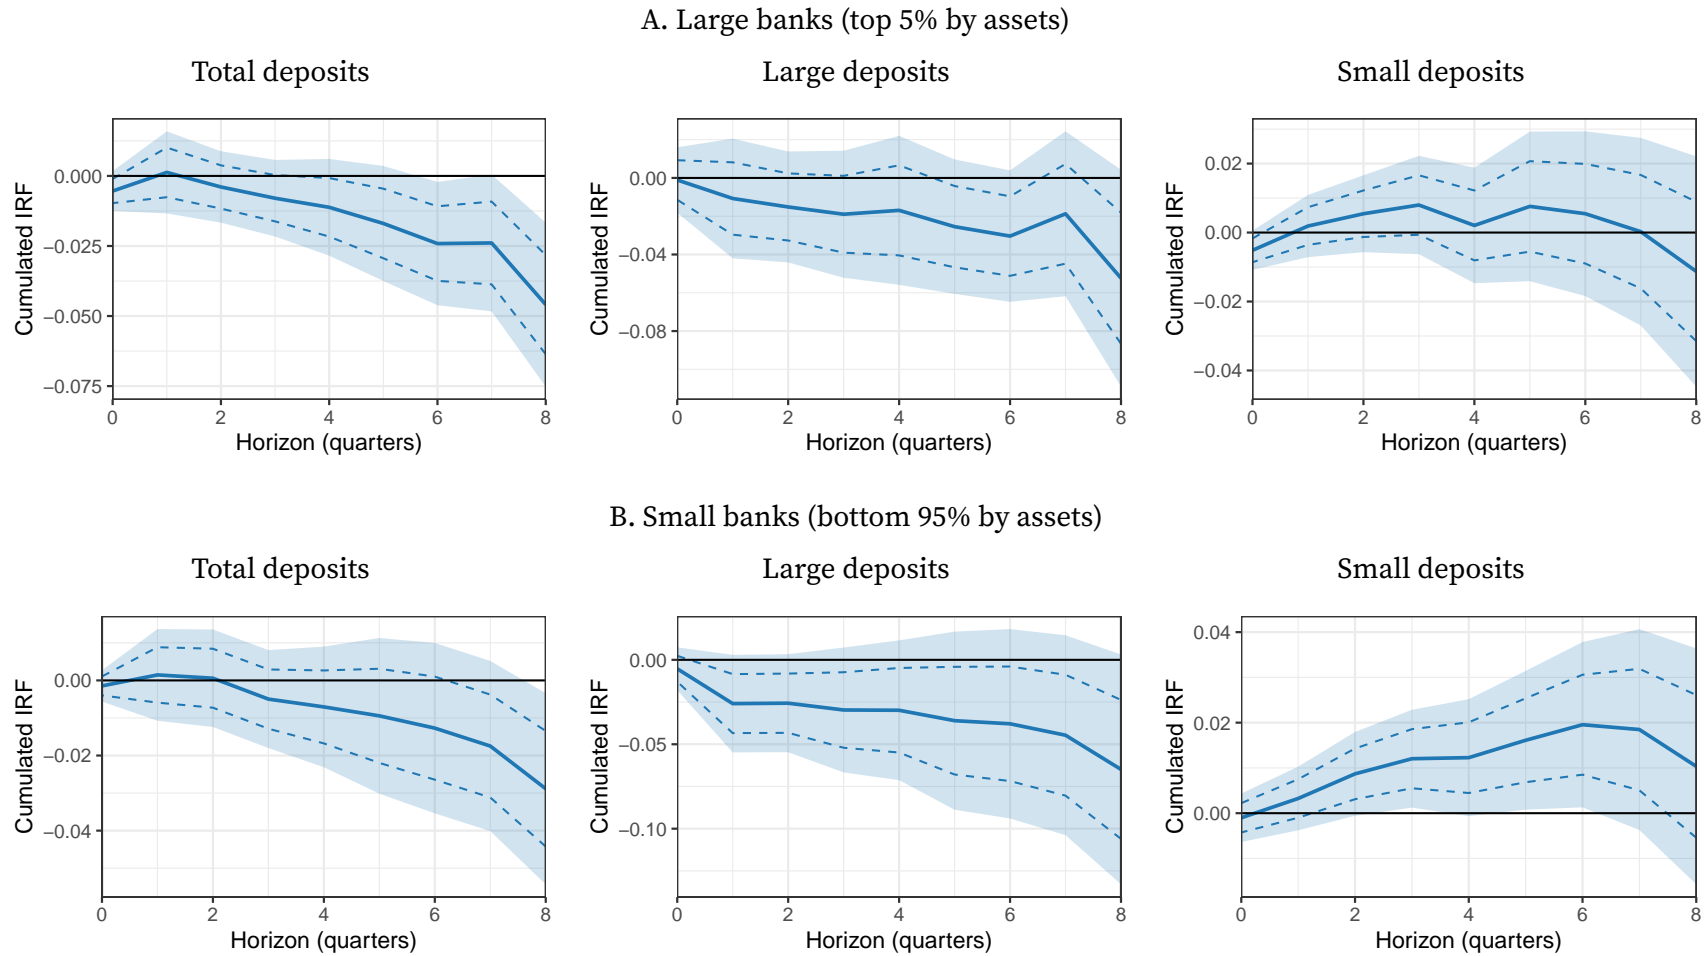 A. Large banks (top 5% by assets)
Total deposits
Large deposits
Small deposits
Cumulated IRF
0.000
−0.025
−0.050
−0.075
0 2 4 6 8
Horizon (quarters)
Cumulated IRF
0.00
−0.04
−0.08
0 2 4 6 8
Horizon (quarters)
Cumulated IRF
0.02
0.00
−0.02
−0.04
0 2 4 6 8
Horizon (quarters)
B. Small banks (bottom 95% by assets)
Total deposits
Large deposits
Small deposits
Cumulated IRF
0.00
−0.02
−0.04
0 2 4 6 8
Horizon (quarters)
Cumulated IRF
0.00
−0.05
−0.10
0 2 4 6 8
Horizon (quarters)
Cumulated IRF
0.04
0.02
0.00
0 2 4 6 8
Horizon (quarters)